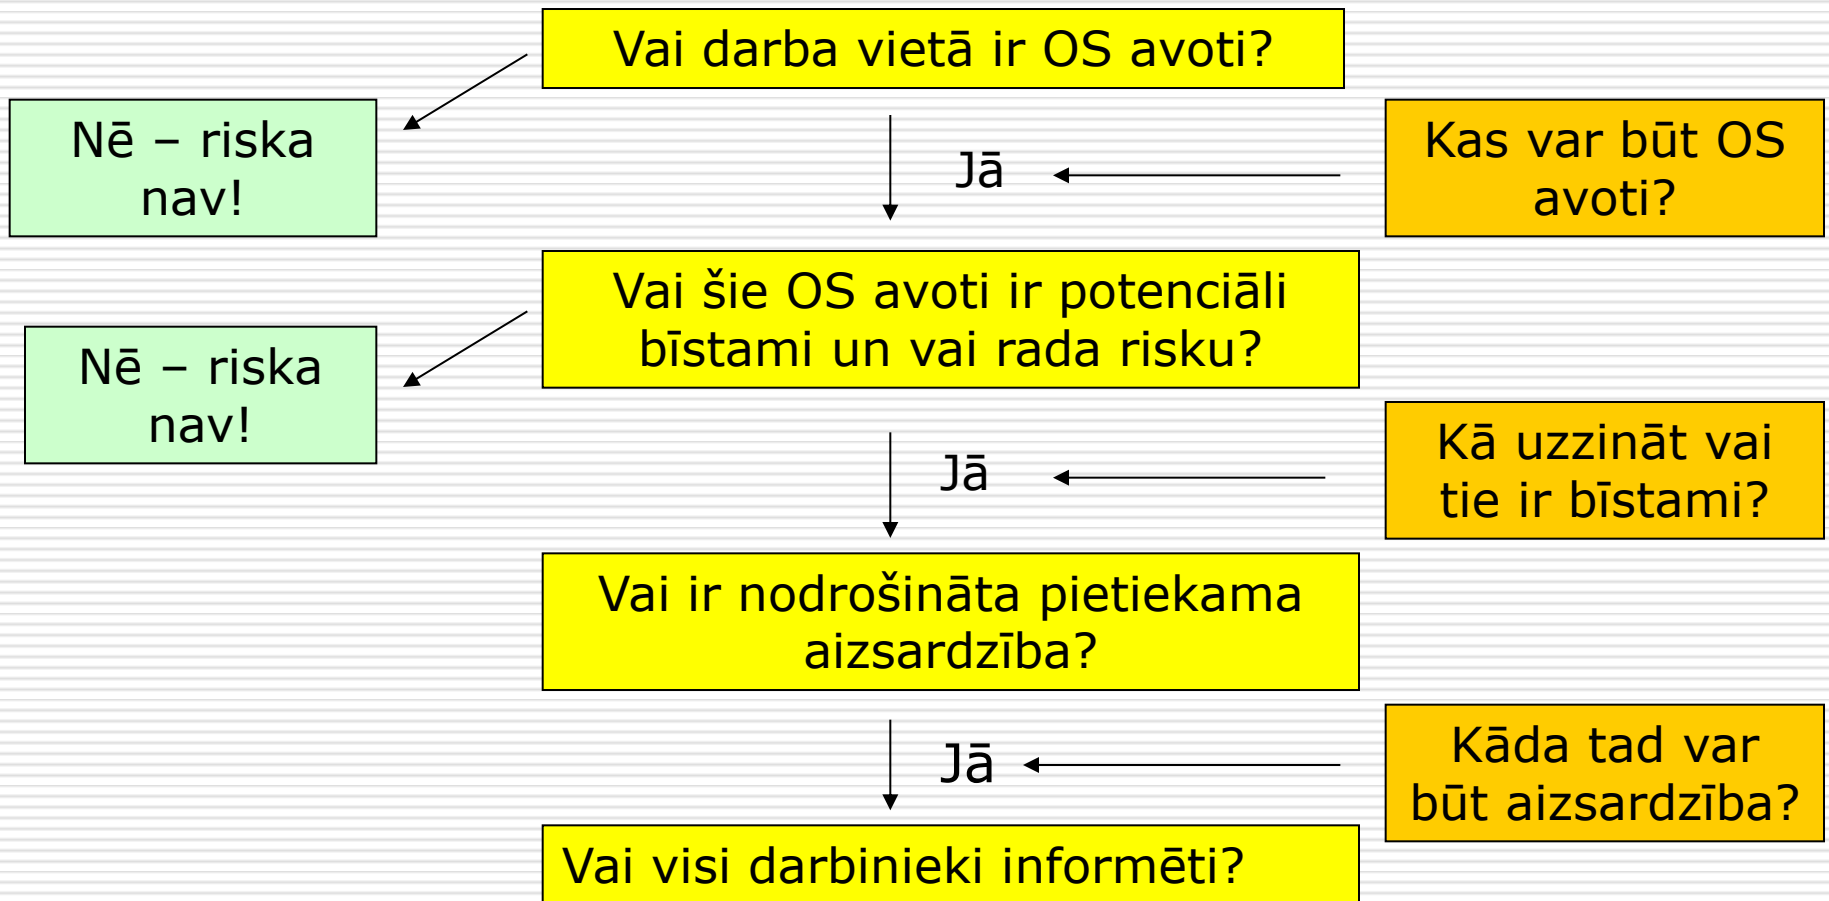 Vai darba vietā ir OS avoti?
Nē – riska
nav!
Jā
Kas var būt OS
avoti?
Vai šie OS avoti ir potenciāli
bīstami un vai rada risku?
Nē – riska
nav!
Jā
Kā uzzināt vai
tie ir bīstami?
Vai ir nodrošināta pietiekama
aizsardzība?
Jā
Kāda tad var
būt aizsardzība?
Vai visi darbinieki informēti?